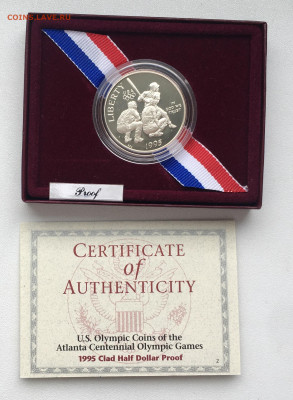 COINS.LAVE.RU
LIBERTY
1995
Proof
CERTIFICATE
of
AUTHENTICITY
U.S. Olympic Coins of the
Atlanta Centennial Olympic Games
1995 Clad Half Dollar Proof
2